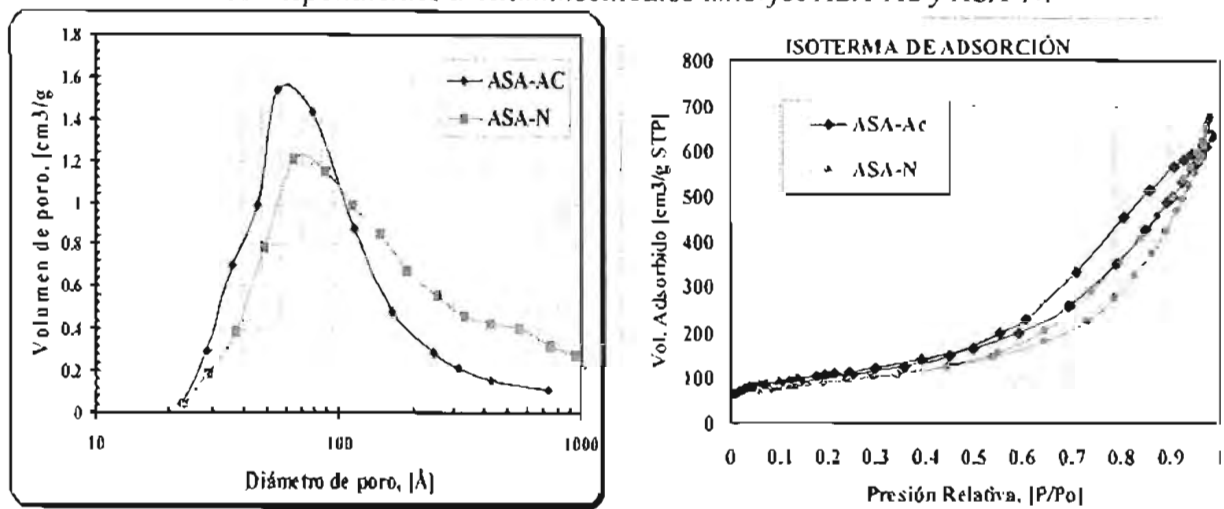 y ASA
1.8
1.6
1.4
1.2
1
0.8
0.6
0.4
0.2
0
Volumen de poro, [cm3/g]
ASA-AC
ASA-N
10
100
1000
Diámetro de poro, [Å]
ISOTERMA DE ADSORCIÓN
800
700
600
500
400
300
200
100
0
Vol. Adsorbido [cm3/g STP]
ASA-Ac
ASA-N
0 0.1 0.2 0.3 0.4 0.5 0.6 0.7 0.8 0.9 1
Presión Relativa, [P/Po]